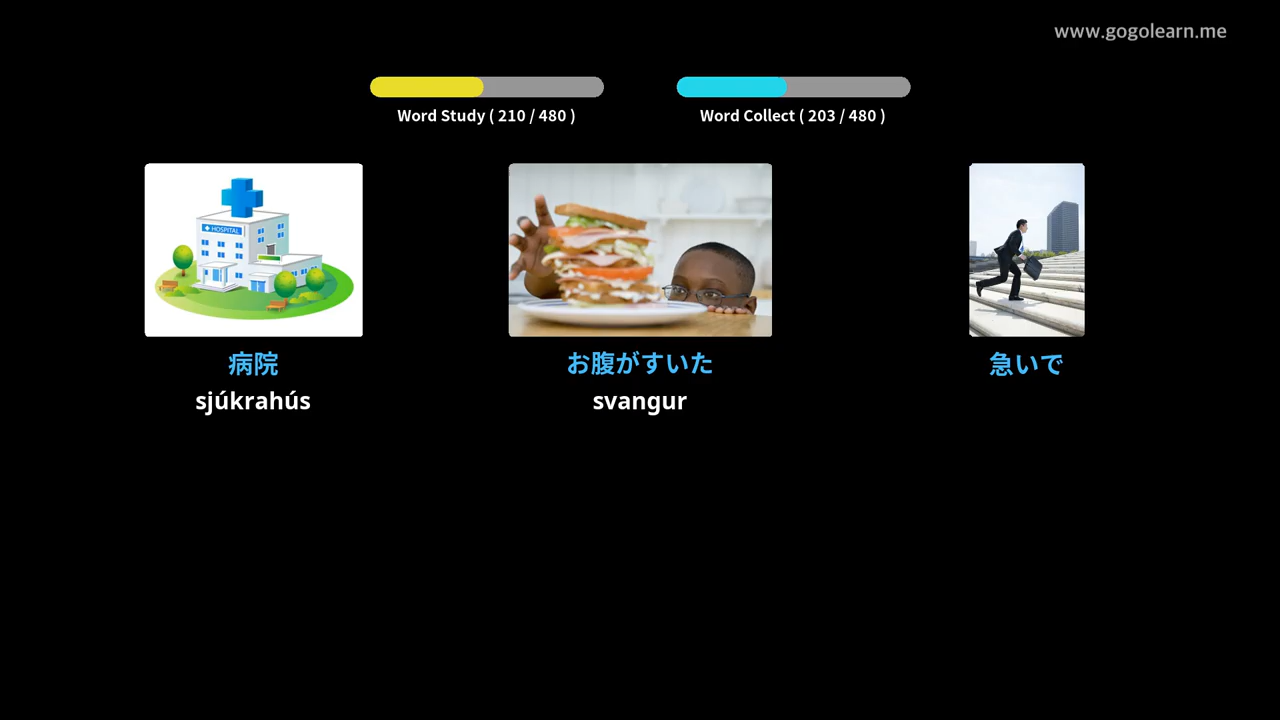 www.gogolearn.me
Word Study ( 210 / 480 )
Word Collect ( 203 / 480 )
HOSPITAL
病院
お腹がすいた
急いで
sjúkrahús
svangur